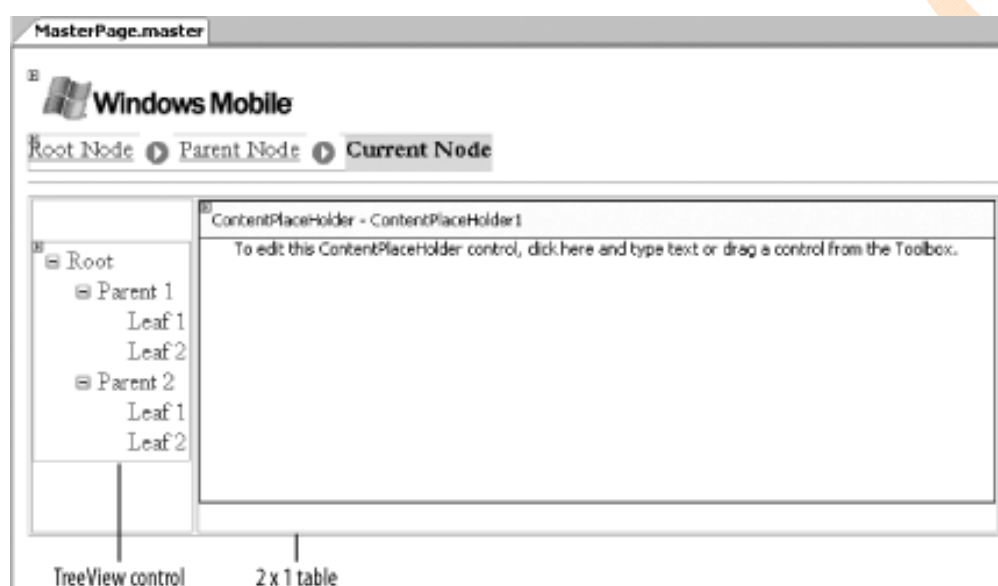 MasterPage.master
Windows Mobile
Root Node Parent Node Current Node
ContentPlaceHolder - ContentPlaceHolder1
To edit this ContentPlaceHolder control, click here and type text or drag a control from the Toolbox.
Root
Parent 1
Leaf 1
Leaf 2
Parent 2
Leaf 1
Leaf 2
TreeView control
2 x 1 table